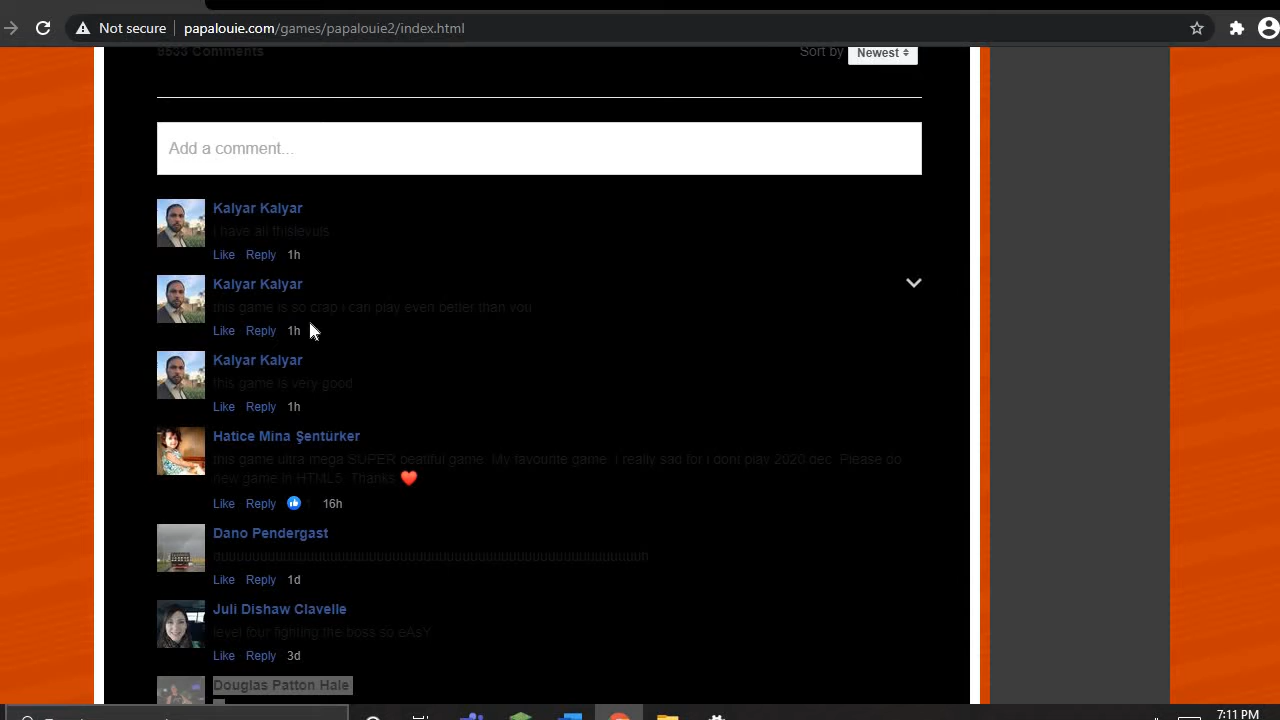 Not secure
papalouie.com/games/papalouie2/index.html
9533 Comments
Sort by
Newest
Add a comment...
Kalyar Kalyar
i have all thislevuls
Like Reply 1h
Kalyar Kalyar
this game is so crap i can play even better than you
Like Reply 1h
Kalyar Kalyar
this game is very good
Like Reply 1h
Hatice Mina Şentürker
this game ultra mega SUPER beatiful game. My favourite game. I really sad for i dont play 2020 dec. Please do
new game in HTML5. Thanks ❤
Like Reply 16h
Dano Pendergast
Like Reply 1d
Juli Dishaw Clavelle
level four fighting the boss so eAsY
Like Reply 3d
Douglas Patton Hale
7:11 PM